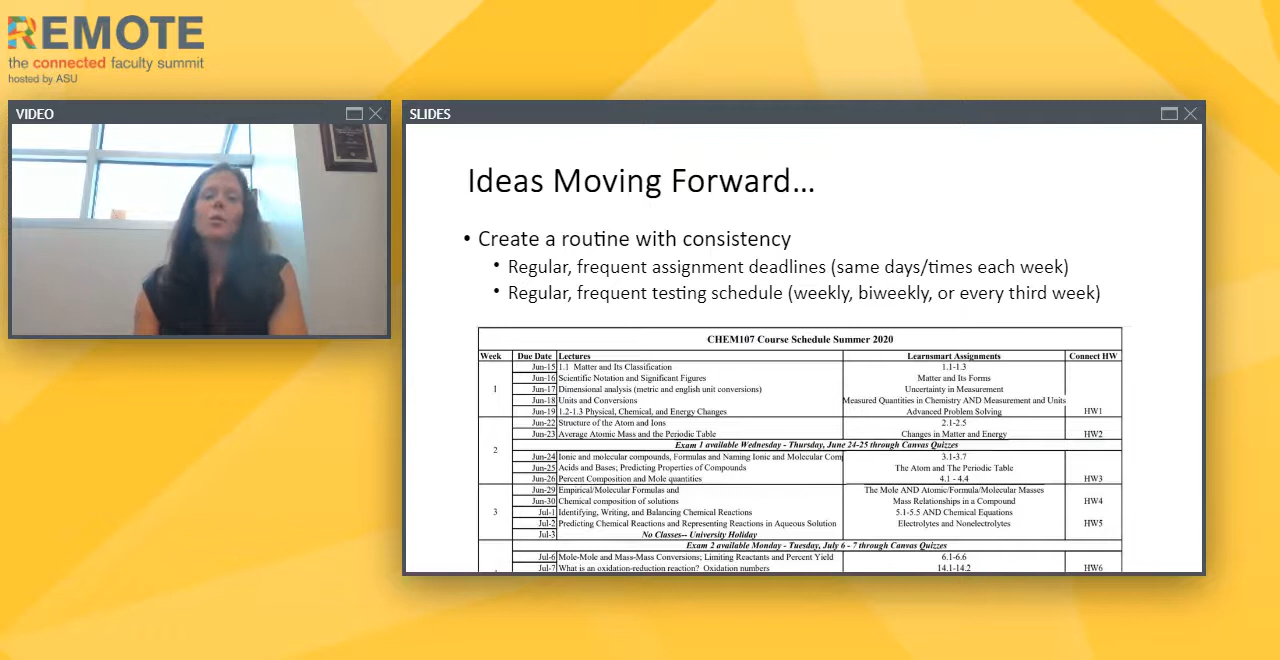 REMOTE
the connected faculty summit
hosted by ASU
VIDEO
SLIDES
Ideas Moving Forward…
• Create a routine with consistency
• Regular, frequent assignment deadlines (same days/times each week)
• Regular, frequent testing schedule (weekly, biweekly, or every third week)
CHEM107 Course Schedule Summer 2020
Week Due Date Lectures Learnsmart Assignments Connect HW
Jun-15 1.1 Matter and Its Classification 1.1-1.3
Jun-16 Scientific Notation and Significant Figures Matter and Its Forms
1 Jun-17 Dimensional analysis (metric and english unit conversions) Uncertainty in Measurement
Jun-18 Units and Conversions Measured Quantities in Chemistry AND Measurement and Units
Jun-19 1.2-1.3 Physical, Chemical, and Energy Changes Advanced Problem Solving HW1
Jun-22 Structure of the Atom and Ions 2.1-2.5
Jun-23 Average Atomic Mass and the Periodic Table Changes in Matter and Energy HW2
2 Exam 1 available Wednesday - Thursday, June 24-25 through Canvas Quizzes
Jun-24 Ionic and molecular compounds, Formulas and Naming Ionic and Molecular Com 3.1-3.7
Jun-25 Acids and Bases; Predicting Properties of Compounds The Atom and The Periodic Table
Jun-26 Percent Composition and Mole quantities 4.1 - 4.4 HW3
Jun-29 Empirical/Molecular Formulas and The Mole AND Atomic/Formula/Molecular Masses
Jun-30 Chemical composition of solutions Mass Relationships in a Compound HW4
3 Jul-1 Identifying, Writing, and Balancing Chemical Reactions 5.1-5.5 AND Chemical Equations
Jul-2 Predicting Chemical Reactions and Representing Reactions in Aqueous Solution Electrolytes and Nonelectrolytes HW5
Jul-3 No Classes-- University Holiday
Exam 2 available Monday - Tuesday, July 6 - 7 through Canvas Quizzes
Jul-6 Mole-Mole and Mass-Mass Conversions; Limiting Reactants and Percent Yield 6.1-6.6
Jul-7 What is an oxidation-reduction reaction? Oxidation numbers 14.1-14.2 HW6